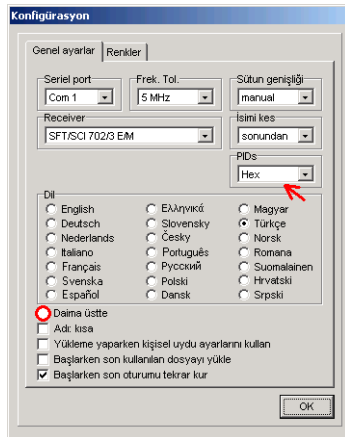 Konfigürasyon
Genel ayarlar Renkler
Seriel port Frek. Tol. Sütun genişliği
Com 1 5 MHz manual
Receiver İsimi kes
SFT/SCI 702/3 E/M sonundan
PIDs
Hex
Dil
English Ελληνικά Magyar
Deutsch Slovensky Türkçe
Nederlands Česky Norsk
Italiano Português Romana
Français Русский Suomalainen
Svenska Polski Hrvatski
Español Dansk Srpski
Daima üstte
Adı kısa
Yükleme yaparken kişisel uydu ayarlarını kullan
Başlarken son kullanılan dosyayı yükle
Başlarken son oturumu tekrar kur
OK